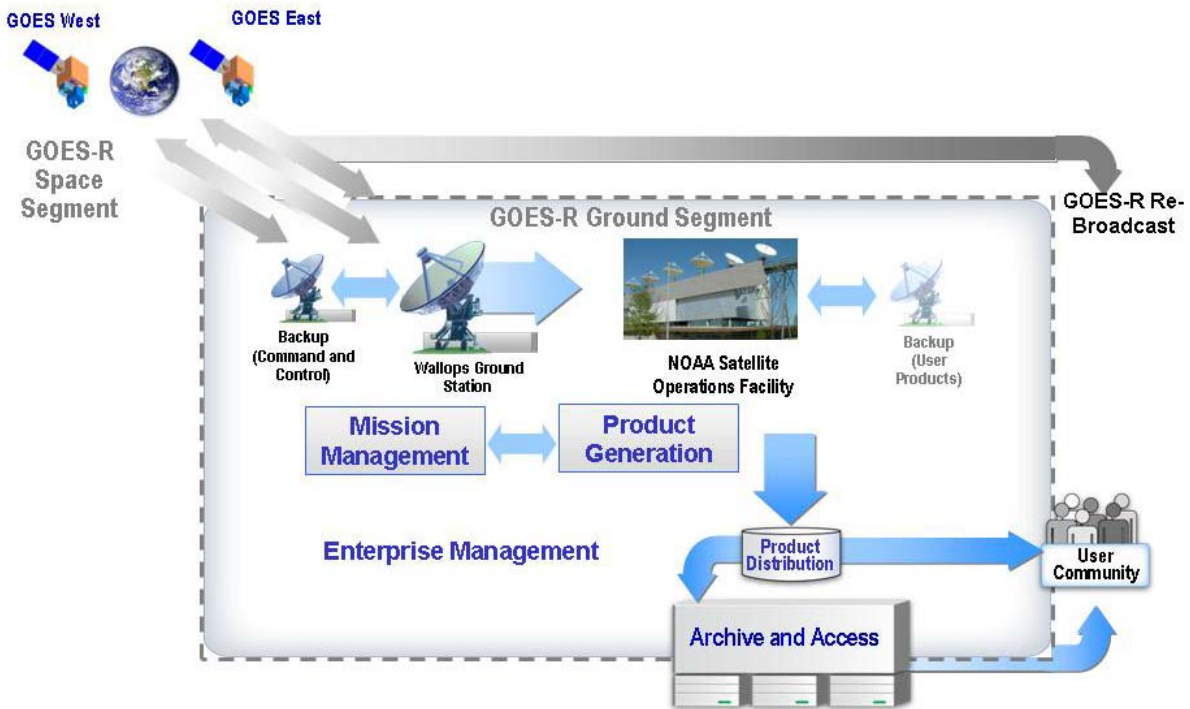 GOES West
GOES East
GOES-R
Space
Segment
GOES-R Re-
Broadcast
GOES-R Ground Segment
Backup
(Command and
Control)
Wallops Ground
Station
NOAA Satellite
Operations Facility
Backup
(User
Products)
Mission
Management
Product
Generation
Enterprise Management
Product
Distribution
User
Community
Archive and Access